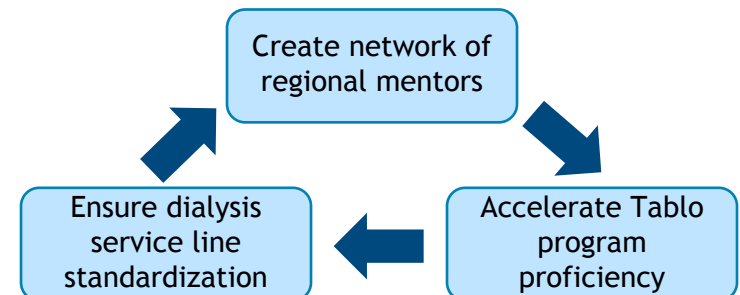 Create network of
regional mentors
Accelerate Tablo
program
proficiency
Ensure dialysis
service line
standardization